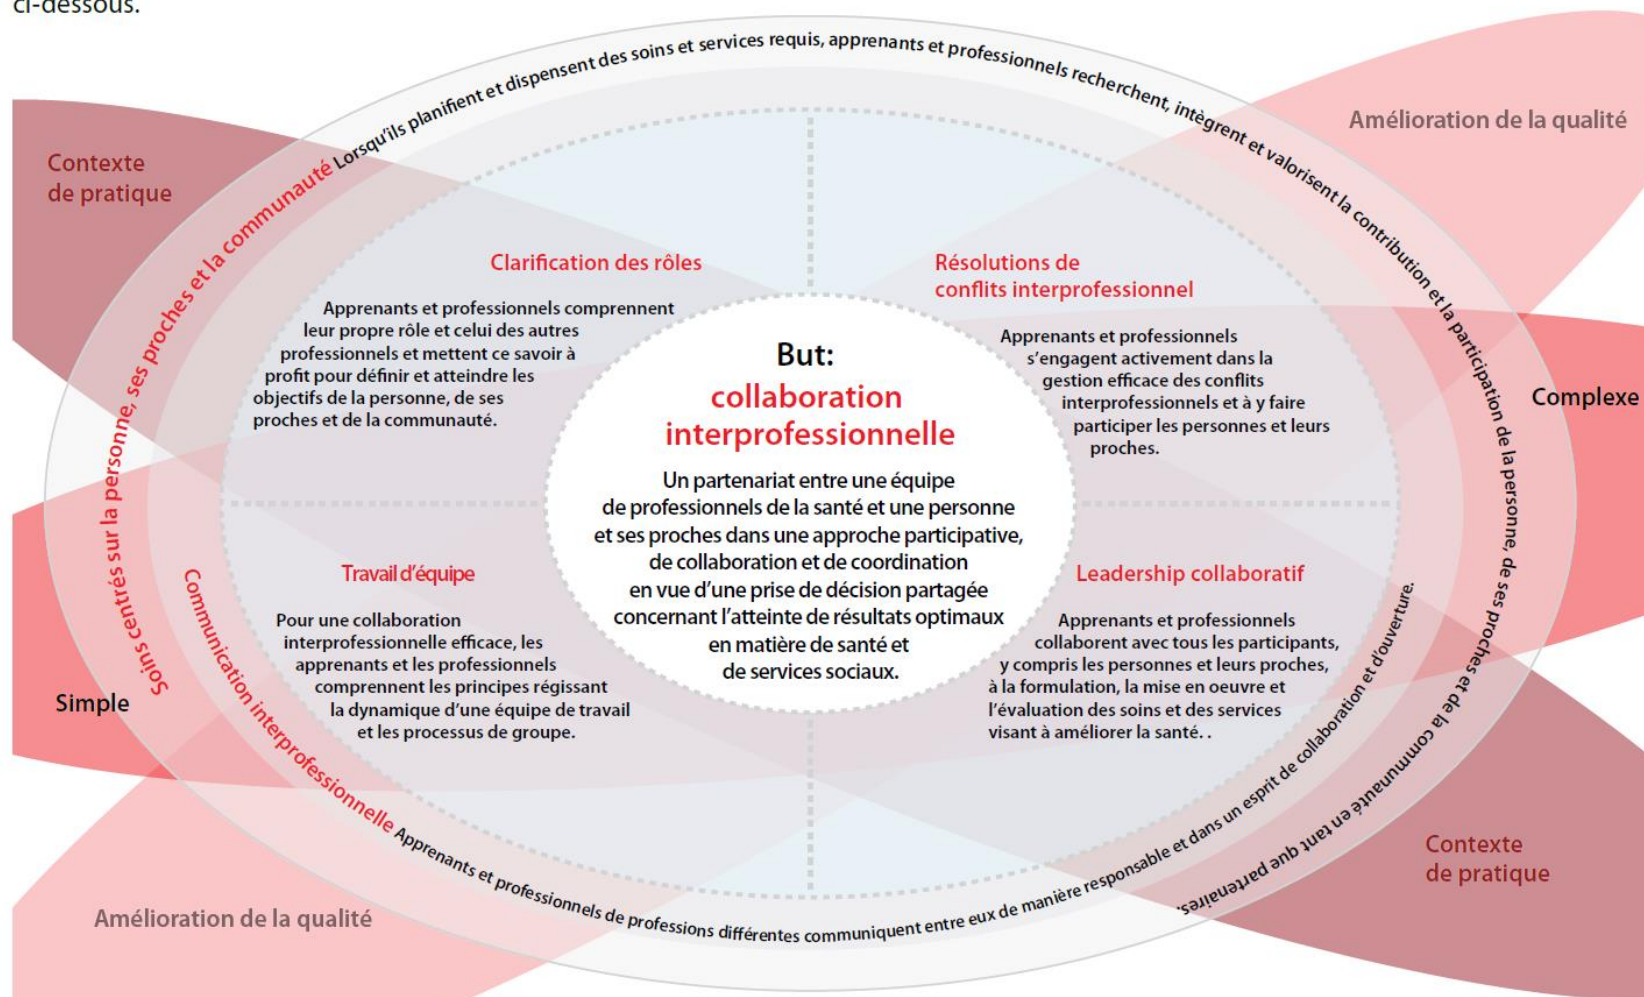 ci-dessous.
Soins centrés sur la personne, ses proches et la communauté Lorsqu'ils planifient et dispensent des soins et services requis, apprenants et professionnels recherchent, intègrent et valorisent la contribution et la participation de la personne, de ses proches et de la communauté en tant que partenaires.
Contexte
de pratique
Amélioration de la qualité
Clarification des rôles
Apprenants et professionnels comprennent
leur propre rôle et celui des autres
professionnels et mettent ce savoir à
profit pour définir et atteindre les
objectifs de la personne, de ses
proches et de la communauté.
Résolutions de
conflits interprofessionnel
Apprenants et professionnels
s'engagent activement dans la
gestion efficace des conflits
interprofessionnels et à y faire
participer les personnes et leurs
proches.
Complexe
But:
collaboration
interprofessionnelle
Un partenariat entre une équipe
de professionnels de la santé et une personne
et ses proches dans une approche participative,
de collaboration et de coordination
en vue d'une prise de décision partagée
concernant l'atteinte de résultats optimaux
en matière de santé et
de services sociaux.
Simple
Travail d'équipe
Pour une collaboration
interprofessionnelle efficace, les
apprenants et les professionnels
comprennent les principes régissant
la dynamique d'une équipe de travail
et les processus de groupe.
Leadership collaboratif
Apprenants et professionnels
collaborent avec tous les participants,
y compris les personnes et leurs proches,
à la formulation, la mise en oeuvre et
l'évaluation des soins et des services
visant à améliorer la santé. .
Communication interprofessionnelle Apprenants et professionnels de professions différentes communiquent entre eux de manière responsable et dans un esprit de collaboration et d'ouverture.
Amélioration de la qualité
Contexte
de pratique